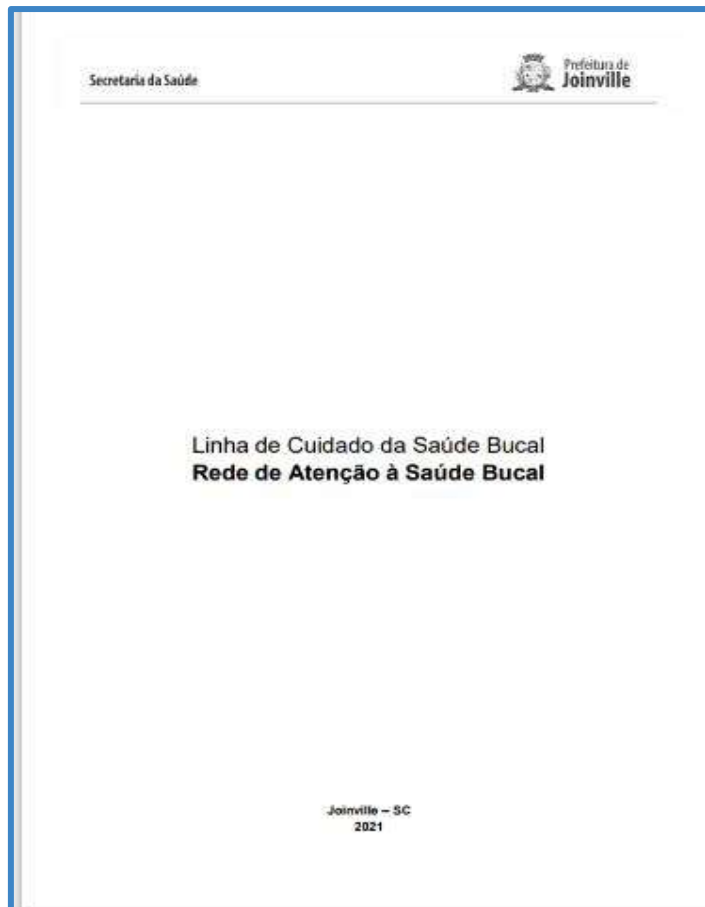 Secretaria da Saúde
Prefeitura de
Joinville
Linha de Cuidado da Saúde Bucal
Rede de Atenção à Saúde Bucal
Joinville – SC
2021